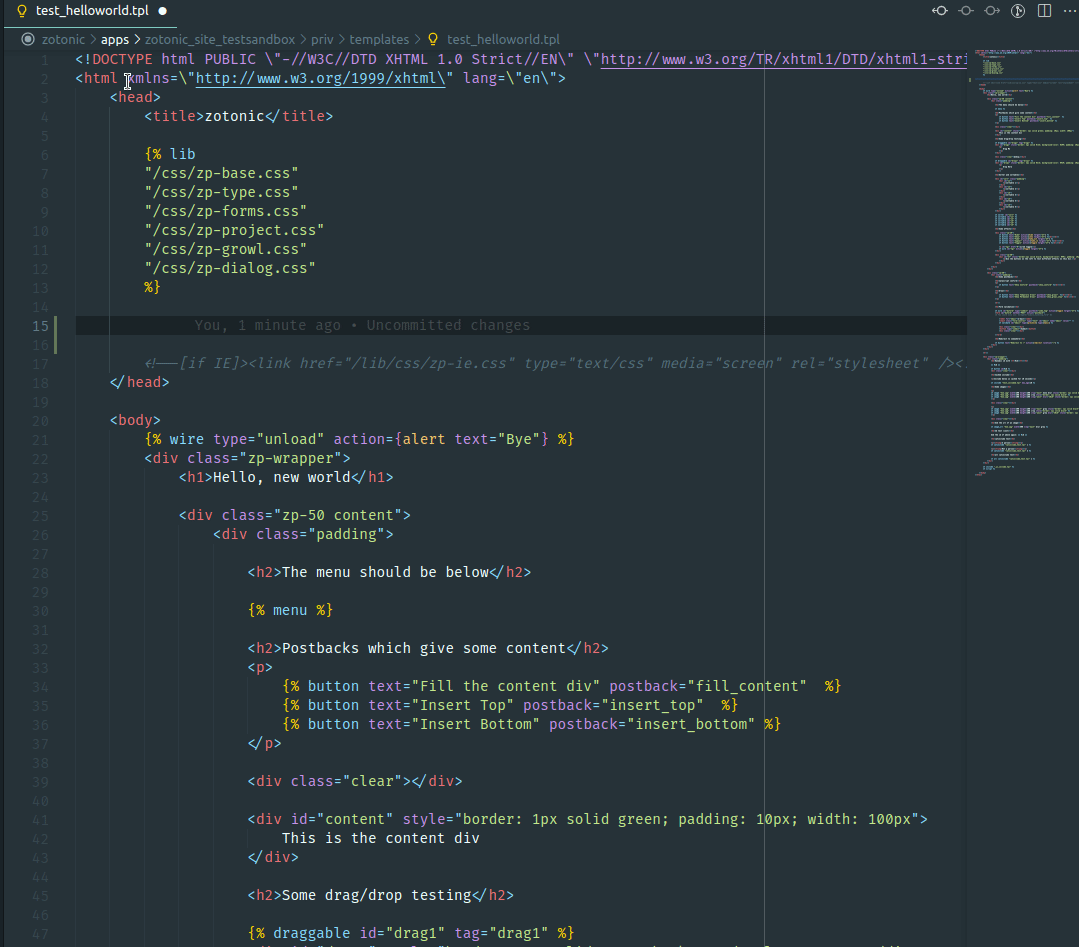 test_helloworld.tpl
zotonic > apps > zotonic_site_testsandbox > priv > templates > test_helloworld.tpl
1 <!DOCTYPE html PUBLIC \"-//W3C//DTD XHTML 1.0 Strict//EN\" \"http://www.w3.org/TR/xhtml1/DTD/xhtml1-stri
2 <html xmlns=\"http://www.w3.org/1999/xhtml\" lang=\"en\">
3 <head>
4 <title>zotonic</title>
5
6 {% lib
7 "/css/zp-base.css"
8 "/css/zp-type.css"
9 "/css/zp-forms.css"
10 "/css/zp-project.css"
11 "/css/zp-growl.css"
12 "/css/zp-dialog.css"
13 %}
14
15 You, 1 minute ago • Uncommitted changes
16
17 <!--[if IE]><link href="/lib/css/zp-ie.css" type="text/css" media="screen" rel="stylesheet" /><
18 </head>
19
20 <body>
21 {% wire type="unload" action={alert text="Bye"} %}
22 <div class="zp-wrapper">
23 <h1>Hello, new world</h1>
24
25 <div class="zp-50 content">
26 <div class="padding">
27
28 <h2>The menu should be below</h2>
29
30 {% menu %}
31
32 <h2>Postbacks which give some content</h2>
33 <p>
34 {% button text="Fill the content div" postback="fill_content" %}
35 {% button text="Insert Top" postback="insert_top" %}
36 {% button text="Insert Bottom" postback="insert_bottom" %}
37 </p>
38
39 <div class="clear"></div>
40
41 <div id="content" style="border: 1px solid green; padding: 10px; width: 100px">
42 This is the content div
43 </div>
44
45 <h2>Some drag/drop testing</h2>
46
47 {% draggable id="drag1" tag="drag1" %}